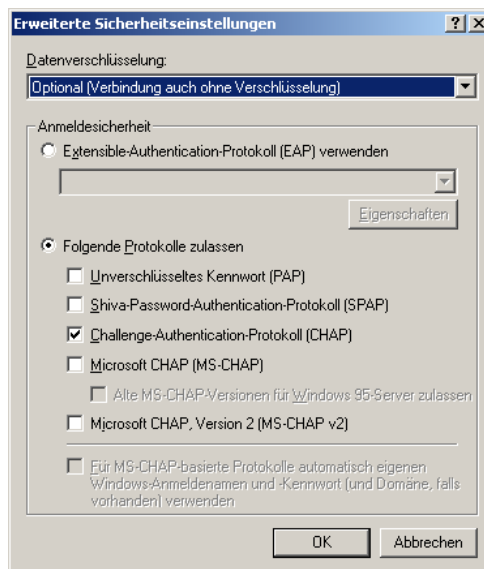 Erweiterte Sicherheitseinstellungen
Datenverschlüsselung:
Optional (Verbindung auch ohne Verschlüsselung)
Anmeldesicherheit
Extensible-Authentication-Protokoll (EAP) verwenden
Eigenschaften
Folgende Protokolle zulassen
Unverschlüsseltes Kennwort (PAP)
Shiva-Password-Authentication-Protokoll (SPAP)
Challenge-Authentication-Protokoll (CHAP)
Microsoft CHAP (MS-CHAP)
Alte MS-CHAP-Versionen für Windows 95-Server zulassen
Microsoft CHAP, Version 2 (MS-CHAP v2)
Für MS-CHAP-basierte Protokolle automatisch eigenen
Windows-Anmeldenamen und -Kennwort (und Domäne, falls
vorhanden) verwenden
OK Abbrechen